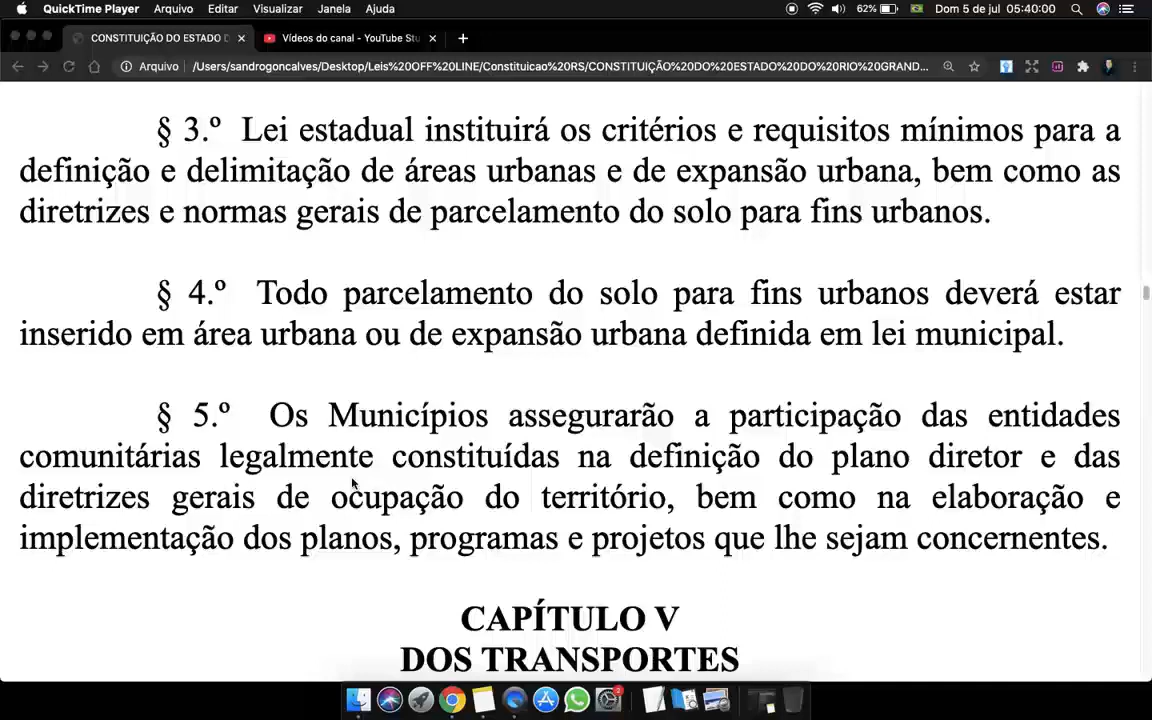 QuickTime Player Arquivo Editar Visualizar Janela Ajuda 62% Dom 5 de jul 05:40:00
CONSTITUIÇÃO DO ESTADO D × Vídeos do canal - YouTube Stu × +
Arquivo /Users/sandrogoncalves/Desktop/Leis%20OFF%20LINE/Constituicao%20RS/CONSTITUIÇÃO%20DO%20ESTADO%20DO%20RIO%20GRAND...
§ 3.º Lei estadual instituirá os critérios e requisitos mínimos para a
definição e delimitação de áreas urbanas e de expansão urbana, bem como as
diretrizes e normas gerais de parcelamento do solo para fins urbanos.
§ 4.º Todo parcelamento do solo para fins urbanos deverá estar
inserido em área urbana ou de expansão urbana definida em lei municipal.
§ 5.º Os Municípios assegurarão a participação das entidades
comunitárias legalmente constituídas na definição do plano diretor e das
diretrizes gerais de ocupação do território, bem como na elaboração e
implementação dos planos, programas e projetos que lhe sejam concernentes.
CAPÍTULO V
DOS TRANSPORTES
2